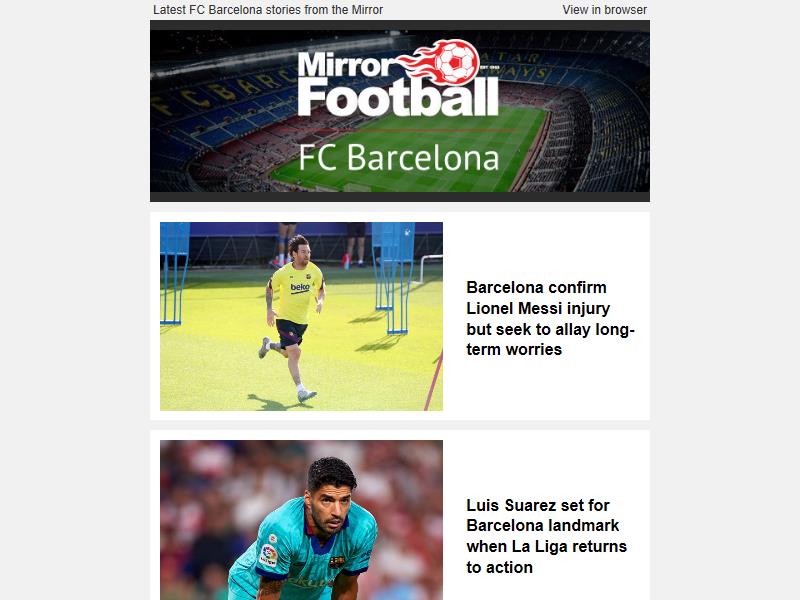 Latest FC Barcelona stories from the Mirror
View in browser
Mirror
Football
FC Barcelona
beko
Barcelona confirm
Lionel Messi injury
but seek to allay long-
term worries
Luis Suarez set for
Barcelona landmark
when La Liga returns
to action